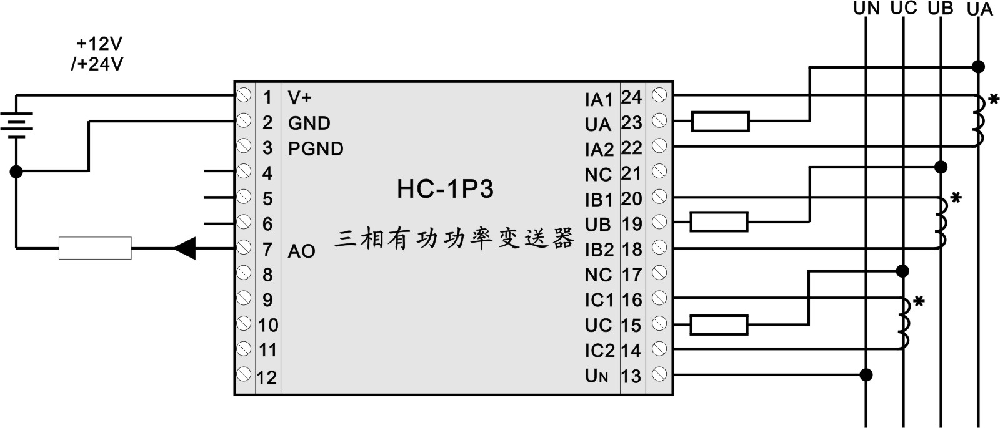 UN UC UB UA
+12V
/+24V
1 V+
2 GND
3 PGND
4
5
6
7 AO
8
9
10
11
12
HC-1P3
三相有功功率变送器
IA1 24
UA 23
IA2 22
NC 21
IB1 20
UB 19
IB2 18
NC 17
IC1 16
UC 15
IC2 14
UN 13
*
*
*